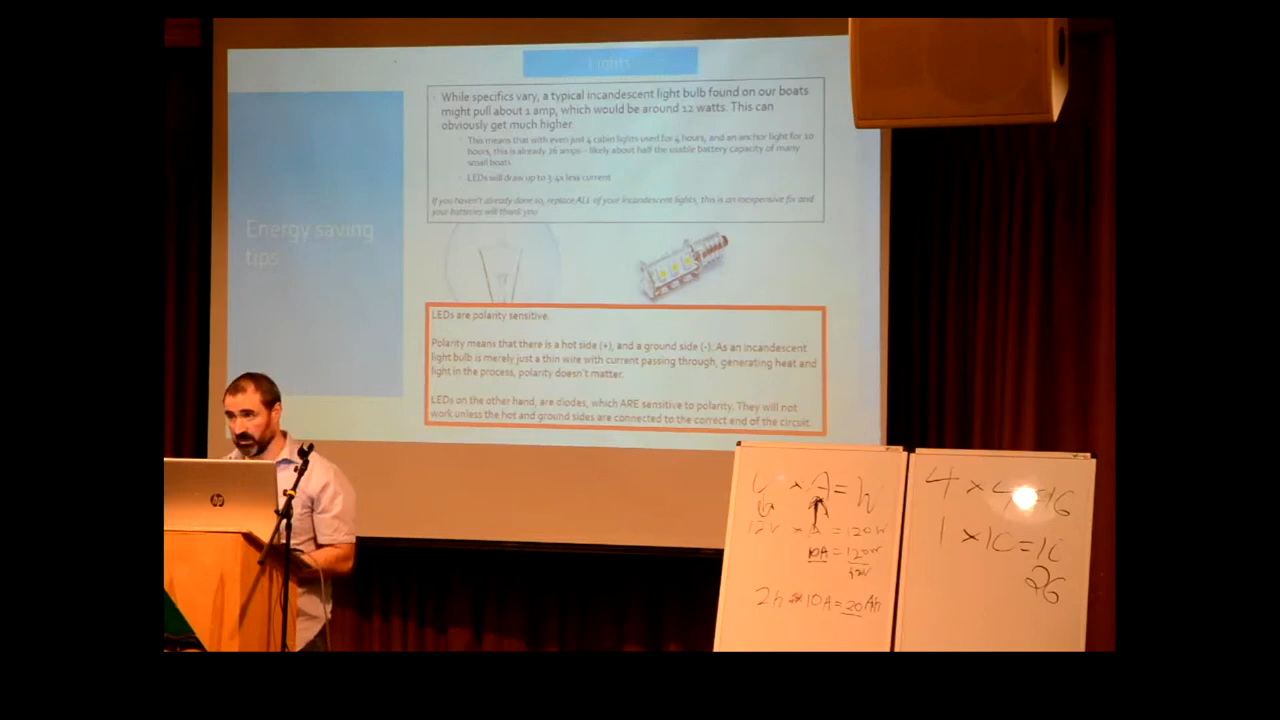 Lights
While specifics vary, a typical incandescent light bulb found on our boats
might pull about 1 amp, which would be around 12 watts. This can
obviously get much higher
This means that with even just 4 cabin lights used for 4 hours, and an anchor light for 10
hours, this is already 26 amps - likely about half the usable battery capacity of many
small boats.
LEDs will draw up to 3-4x less current
If you haven't already done so, replace ALL of your incandescent lights, this is an inexpensive fix and
your batteries will thank you
Energy saving
tips
LEDs are polarity sensitive.
Polarity means that there is a hot side (+), and a ground side (-). As an incandescent
light bulb is merely just a thin wire with current passing through, generating heat and
light in the process, polarity doesn't matter.
LEDs on the other hand, are diodes, which ARE sensitive to polarity. They will not
work unless the hot and ground sides are connected to the correct end of the circuit.
hp
V × A =
12V × = 120W
10A = 120W
12V
2h × 10A = 20Ah
4 × 4 = 16
1 × 10 = 10
26